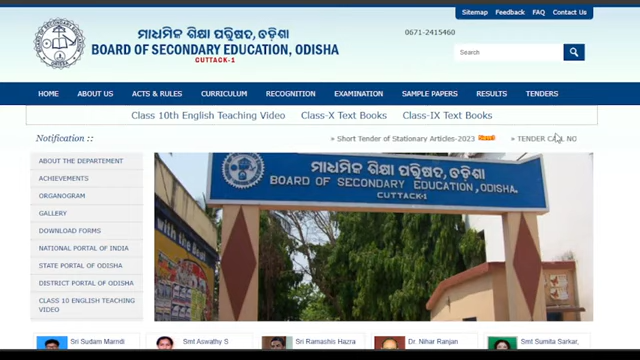 Sitemap Feedback FAQ Contact Us
ମାଧ୍ୟମିକ ଶିକ୍ଷା ପରିଷଦ, ଓଡ଼ିଶା
BOARD OF SECONDARY EDUCATION, ODISHA
CUTTACK-1
0671-2415460
Search
HOME ABOUT US ACTS & RULES CURRICULUM RECOGNITION EXAMINATION SAMPLE PAPERS RESULTS TENDERS
Class 10th English Teaching Video Class-X Text Books Class-IX Text Books
Notification :: » Short Tender of Stationary Articles-2023 New! » TENDER CALL NO
ABOUT THE DEPARTMENT
ACHIEVEMENTS
ORGANOGRAM
GALLERY
DOWNLOAD FORMS
NATIONAL PORTAL OF INDIA
STATE PORTAL OF ODISHA
DISTRICT PORTAL OF ODISHA
CLASS 10 ENGLISH TEACHING
VIDEO
ମାଧ୍ୟମିକ ଶିକ୍ଷା ପରିଷଦ, ଓଡ଼ିଶା
BOARD OF SECONDARY EDUCATION, ODISHA.
CUTTACK-1
with the Boat
Sri Sudam Marndi Smt Aswathy S Sri Ramashis Hazra Dr. Nihar Ranjan Smt Sumita Sarkar,